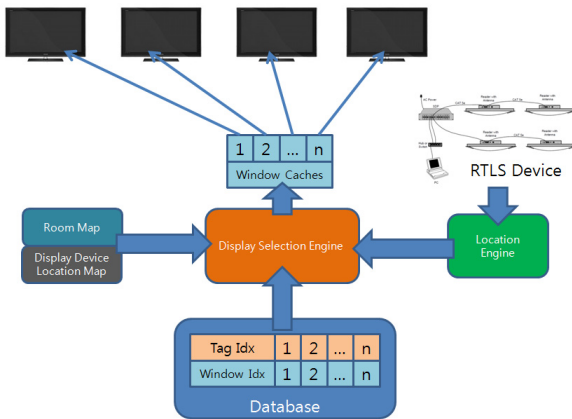 1 2 ... n
Window Caches
RTLS Device
Room Map
Display Device
Location Map
Display Selection Engine
Location
Engine
Tag Idx 1 2 ... n
Window Idx 1 2 ... n
Database